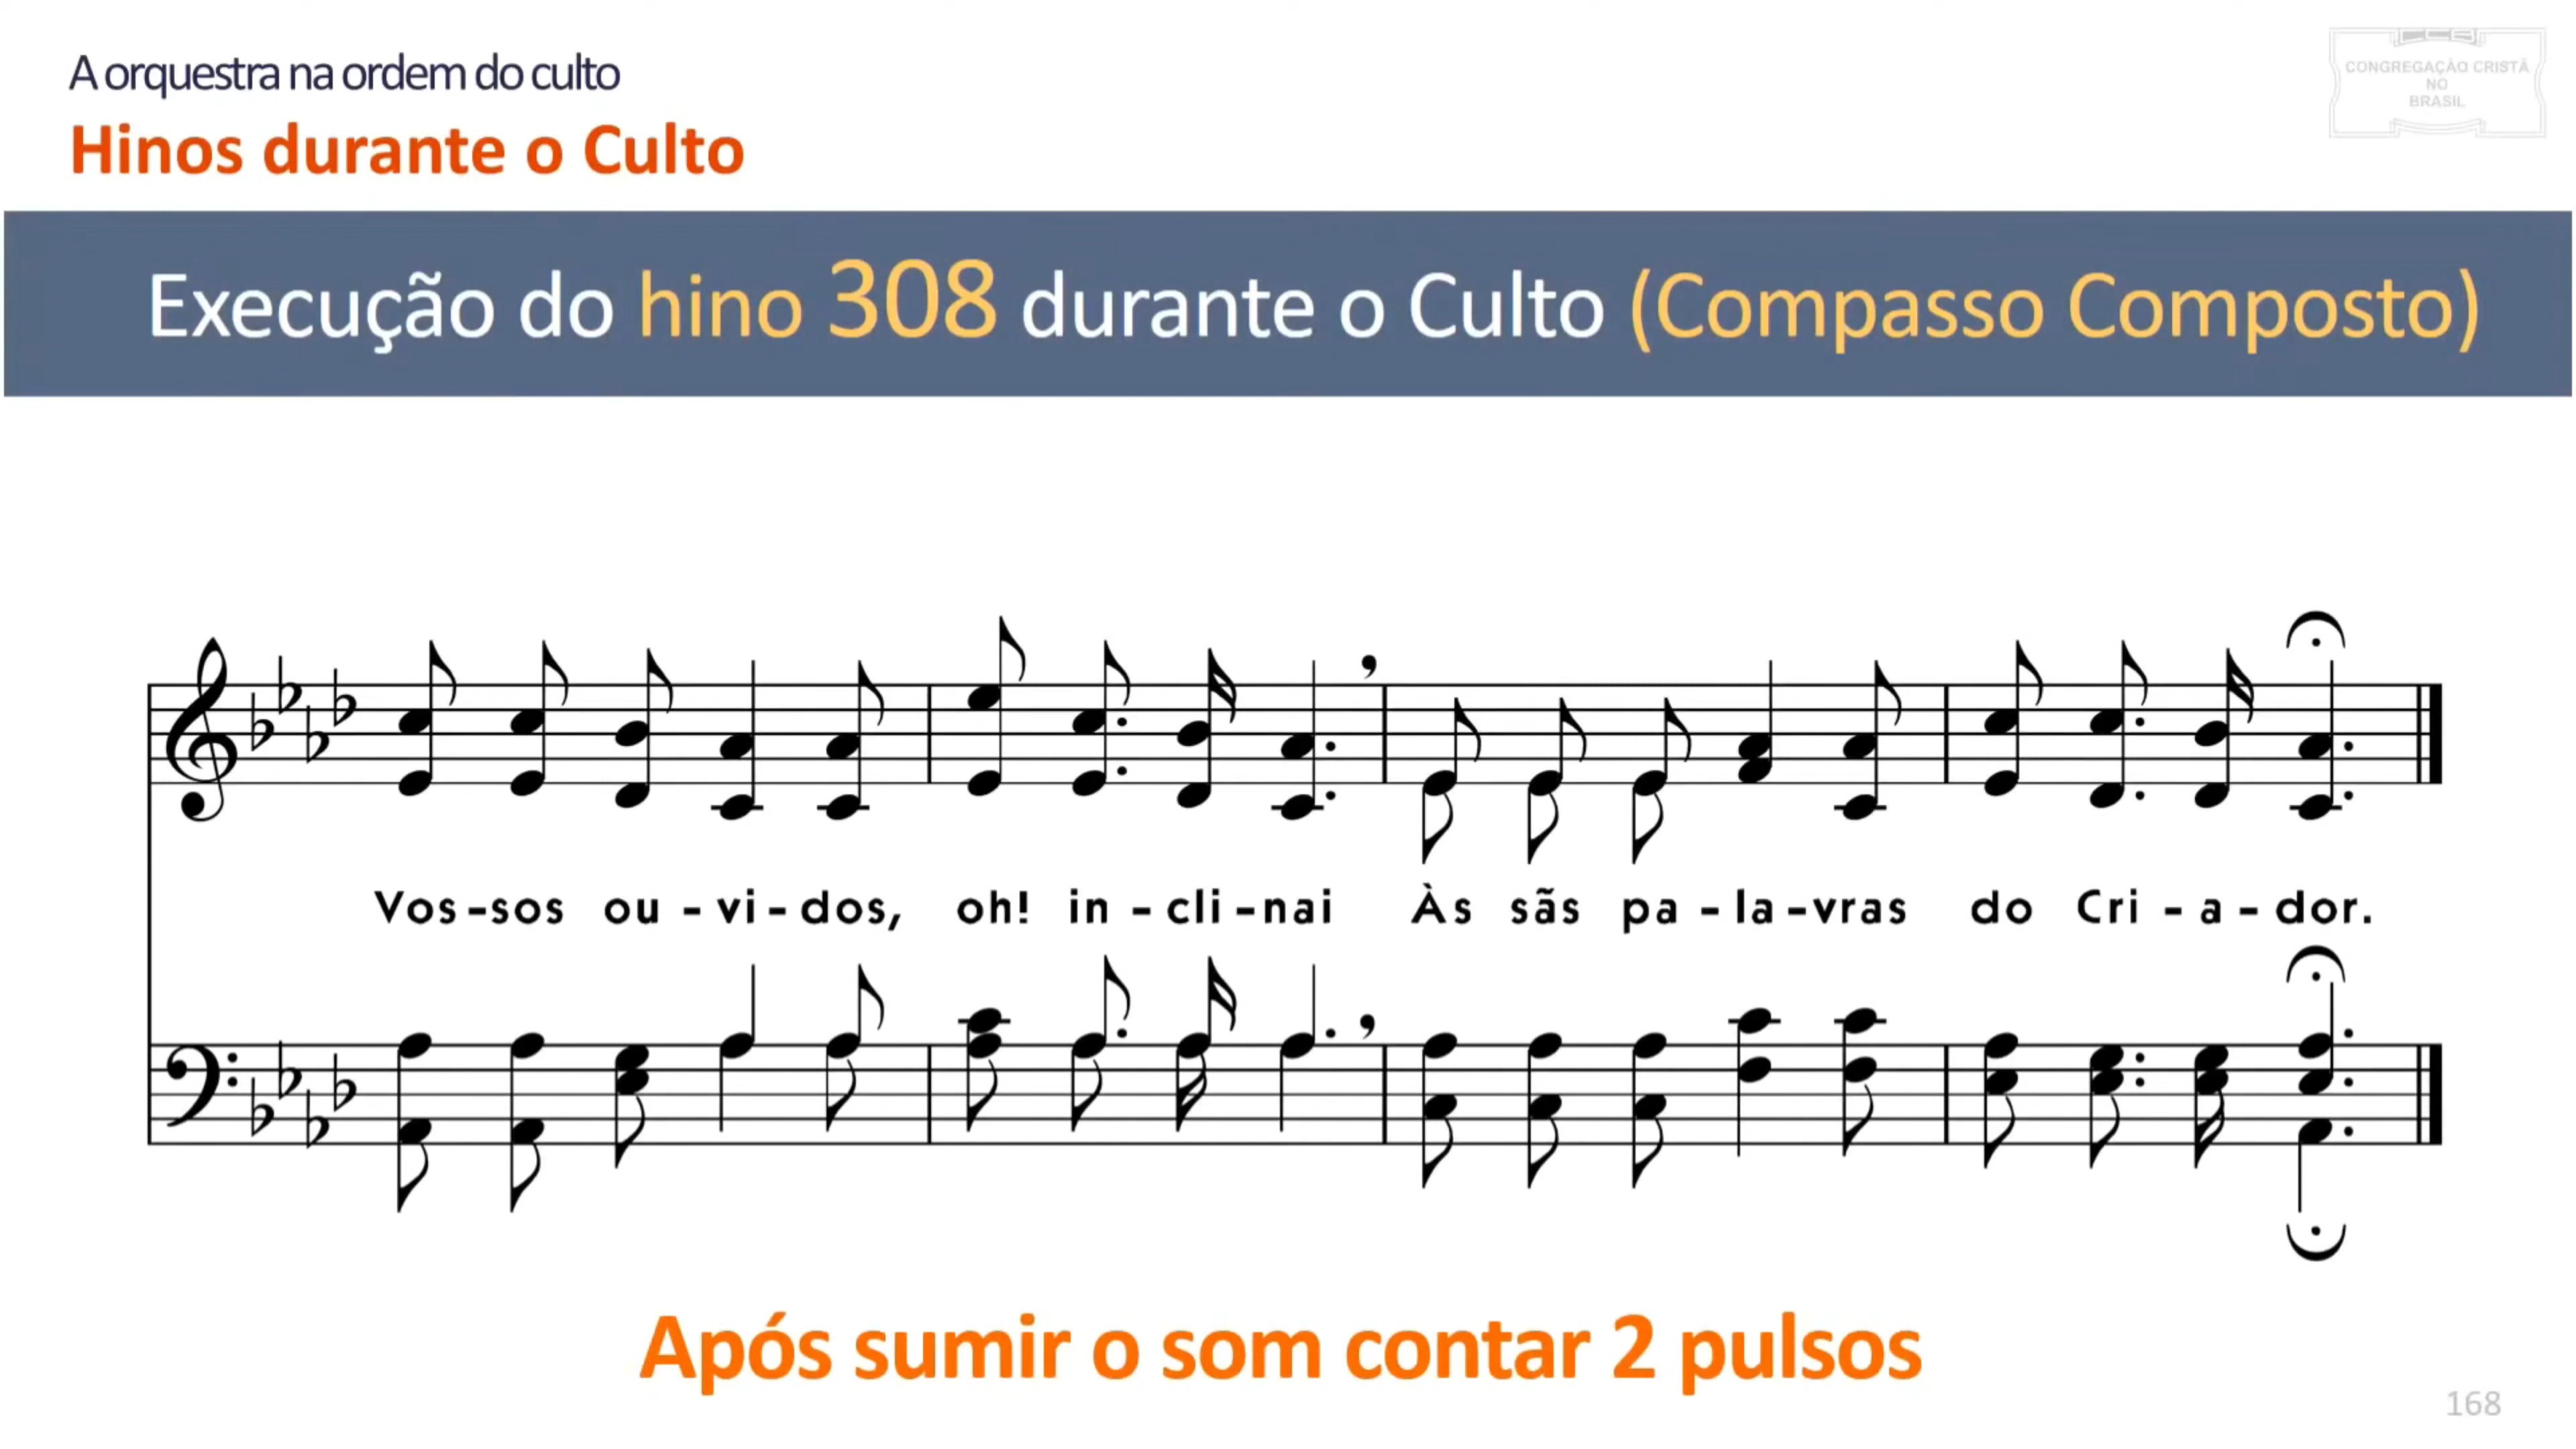 A orquestra na ordem do culto
CONGREGAÇÃO CRISTÃ
NO
BRASIL
Hinos durante o Culto
Execução do hino 308 durante o Culto (Compasso Composto)
Vos-sos ou - vi - dos, oh! in - cli - nai Às sãs pa - la - vras do Cri - a - dor.
Após sumir o som contar 2 pulsos
168